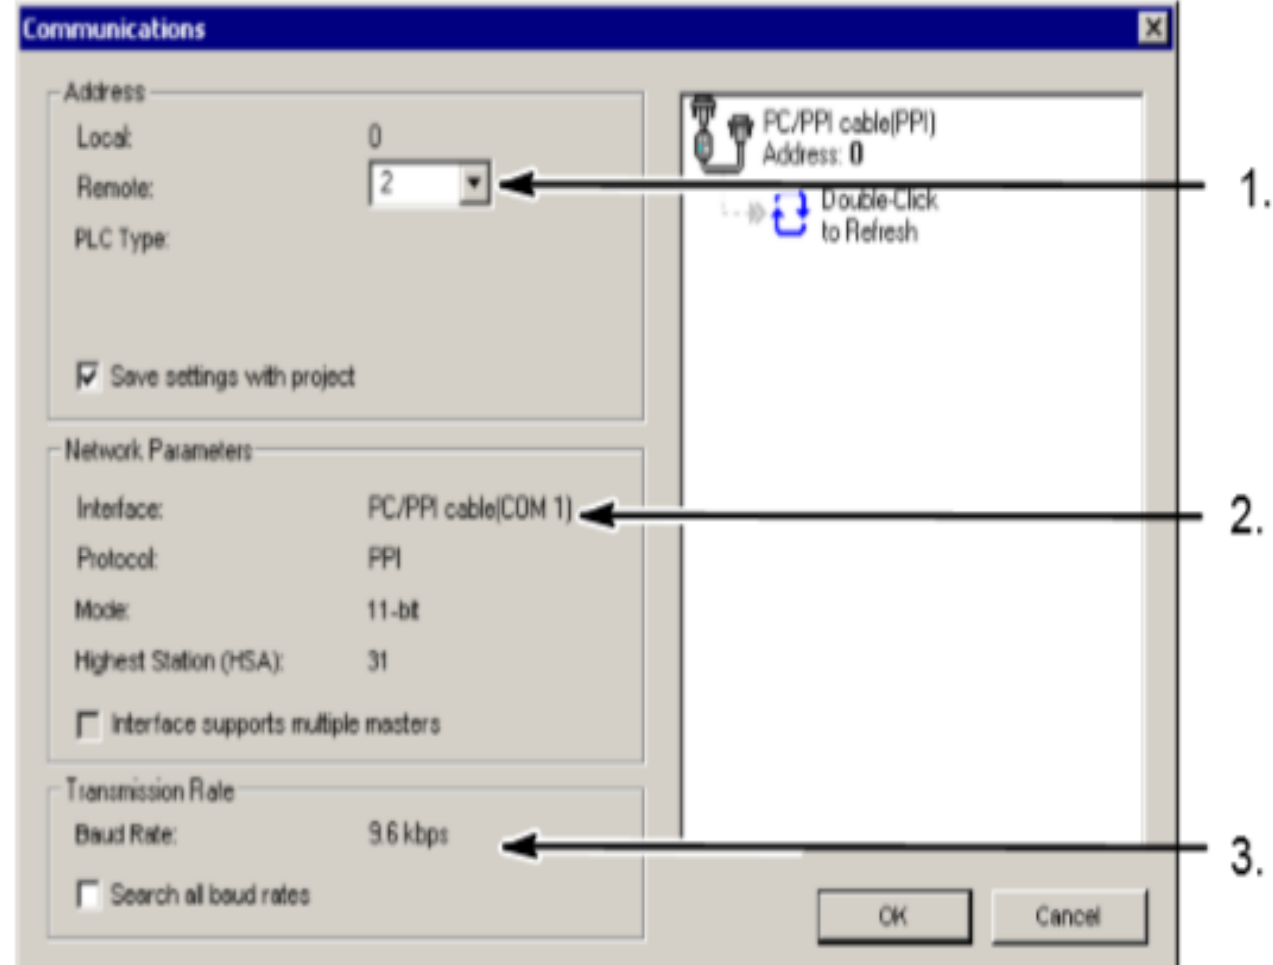 Communications
Address
Local: 0
Remote: 2
PLC Type:
Save settings with project
Network Parameters
Interface: PC/PPI cable(COM 1)
Protocol: PPI
Mode: 11-bit
Highest Station (HSA): 31
Interface supports multiple masters
Transmission Rate
Baud Rate: 9.6 kbps
Search all baud rates
PC/PPI cable(PPI)
Address: 0
Double-Click
to Refresh
OK Cancel
1.
2.
3.